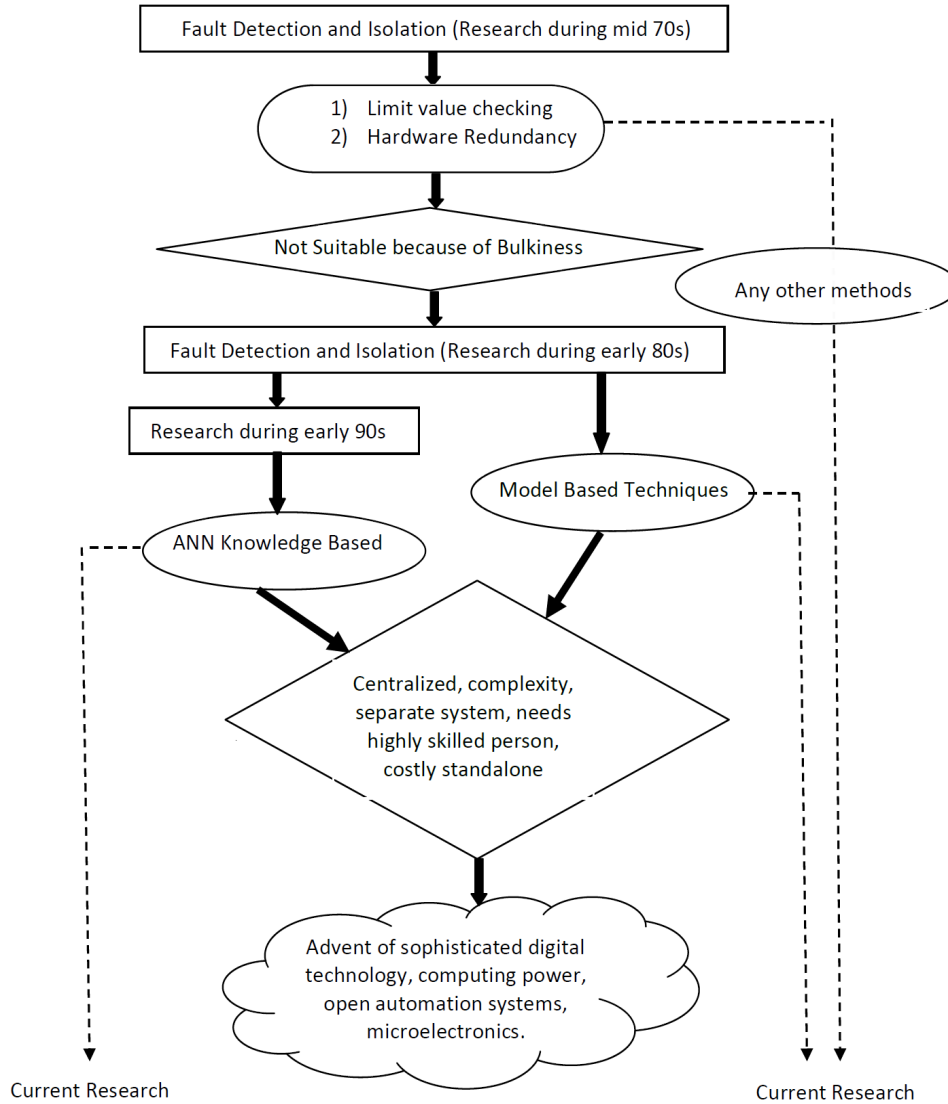 Fault Detection and Isolation (Research during mid 70s)
1) Limit value checking
2) Hardware Redundancy
Not Suitable because of Bulkiness
Any other methods
Fault Detection and Isolation (Research during early 80s)
Research during early 90s
Model Based Techniques
ANN Knowledge Based
Centralized, complexity,
separate system, needs
highly skilled person,
costly standalone
Advent of sophisticated digital
technology, computing power,
open automation systems,
microelectronics.
Current Research
Current Research